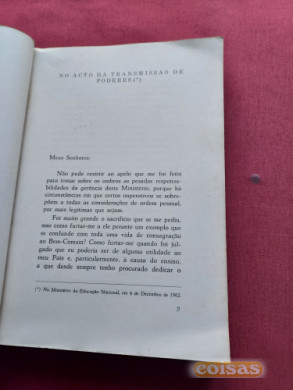 NO ACTO DA TRANSMISSÃO DE
PODERES (*)
Meus Senhores:
Não pude resistir ao apelo que me foi feito
para tomar sobre os ombros as pesadas responsa-
bilidades da gerência deste Ministério, porque há
circunstâncias em que certos imperativos se sobre-
põem a todas as considerações de ordem pessoal,
por mais legítimas que sejam.
Foi muito grande o sacrifício que se me pediu,
mas como furtar-me a ele perante um exemplo que
se confunde com toda uma vida de consagração
ao Bem-Comum? Como furtar-me quando foi jul-
gado que eu poderia ser de alguma utilidade ao
meu País e, particularmente, à causa do ensino,
a que desde sempre tenho procurado dedicar o
(*) No Ministério da Educação Nacional, em 4 de Dezembro de 1962.
9
coisas